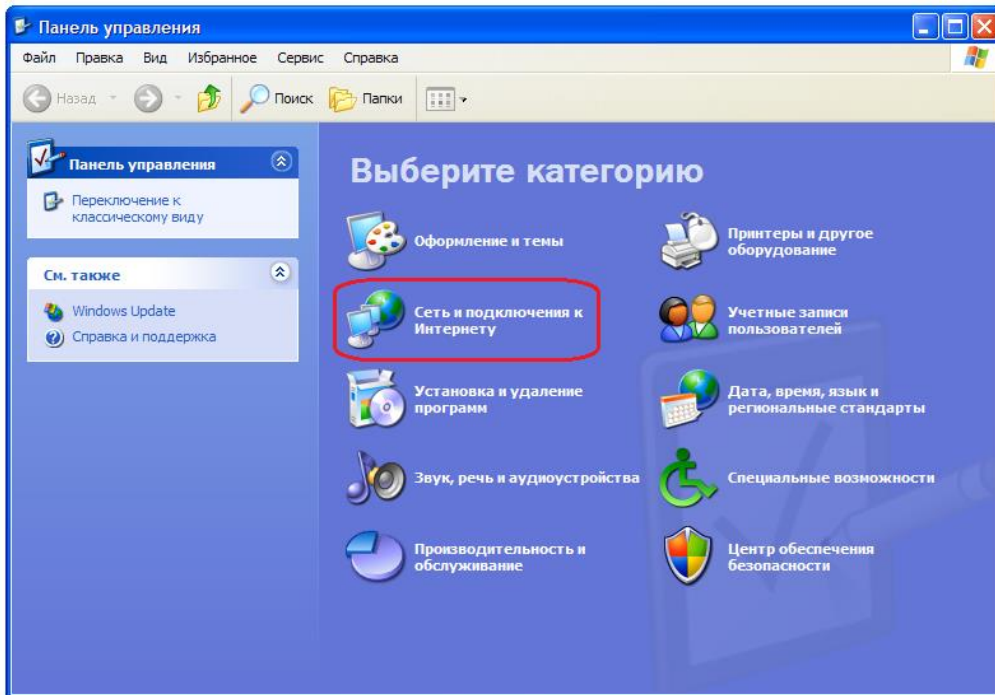 Панель управления
Файл Правка Вид Избранное Сервис Справка
Назад Поиск Папки
Панель управления
Переключение к
классическому виду
См. также
Windows Update
Справка и поддержка
Выберите категорию
Оформление и темы
Принтеры и другое
оборудование
Сеть и подключения к
Интернету
Учетные записи
пользователей
Установка и удаление
программ
Дата, время, язык и
региональные стандарты
Звук, речь и аудиоустройства
Специальные возможности
Производительность и
обслуживание
Центр обеспечения
безопасности